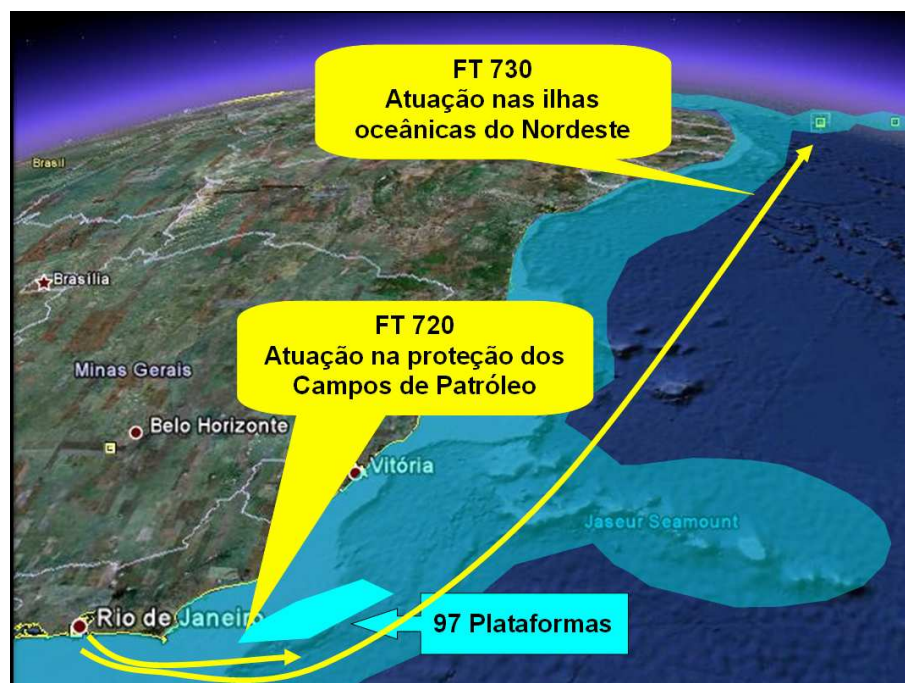 FT 730
Atuação nas ilhas
oceânicas do Nordeste
Brasil
Brasília
FT 720
Atuação na proteção dos
Campos de Patróleo
Minas Gerais
Belo Horizonte
Vitória
Jaseur Seamount
Rio de Janeiro
97 Plataformas